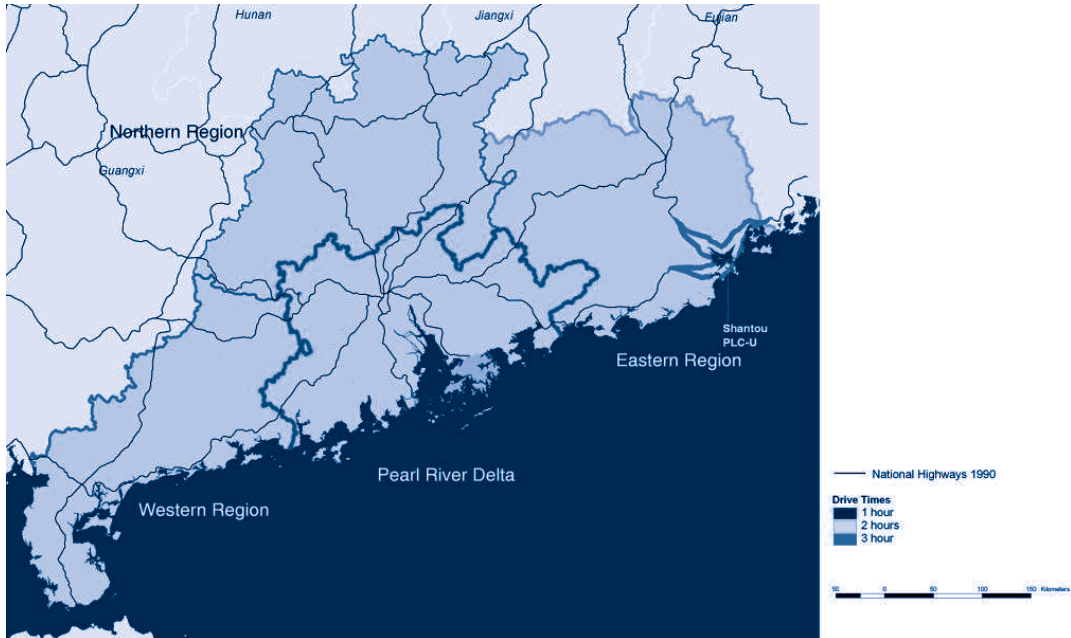 Hunan
Jiangxi
Fujian
Northern Region
Guangxi
Shantou
PLC-U
Eastern Region
Pearl River Delta
Western Region
National Highways 1990
Drive Times
1 hour
2 hours
3 hour
50 0 50 100 150 Kilometers